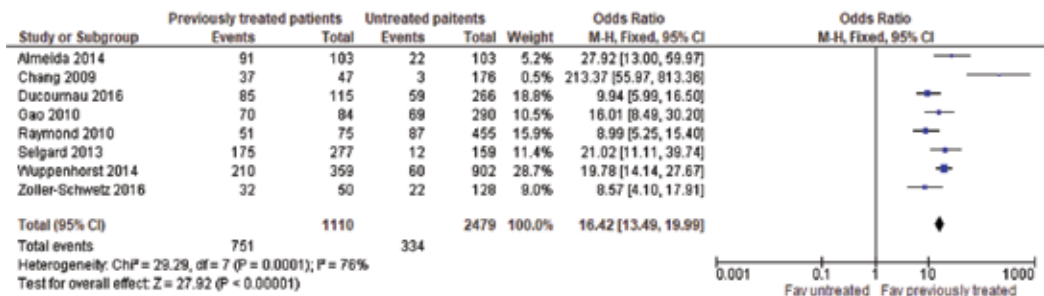 Previously treated patients Untreated paitents Odds Ratio Odds Ratio
Study or Subgroup Events Total Events Total Weight M-H, Fixed, 95% CI M-H, Fixed, 95% CI
Almeida 2014 91 103 22 103 5.2% 27.92 [13.00, 59.97]
Chang 2009 37 47 3 176 0.5% 213.37 [55.97, 813.36]
Ducournau 2016 85 115 59 266 18.8% 9.94 [5.99, 16.50]
Gao 2010 70 84 69 290 10.5% 16.01 [8.49, 30.20]
Raymond 2010 51 75 87 455 15.9% 8.99 [5.25, 15.40]
Selgard 2013 175 277 12 159 11.4% 21.02 [11.11, 39.74]
Wuppenhorst 2014 210 359 60 902 28.7% 19.78 [14.14, 27.67]
Zoller-Schwetz 2016 32 50 22 128 9.0% 8.57 [4.10, 17.91]
Total (95% CI) 1110 2479 100.0% 16.42 [13.49, 19.99]
Total events 751 334
Heterogeneity: Chi² = 29.29, df = 7 (P = 0.0001); I² = 76%
Test for overall effect: Z = 27.92 (P < 0.00001)
0.001 0.1 1 10 1000
Fav untreated Fav previously treated